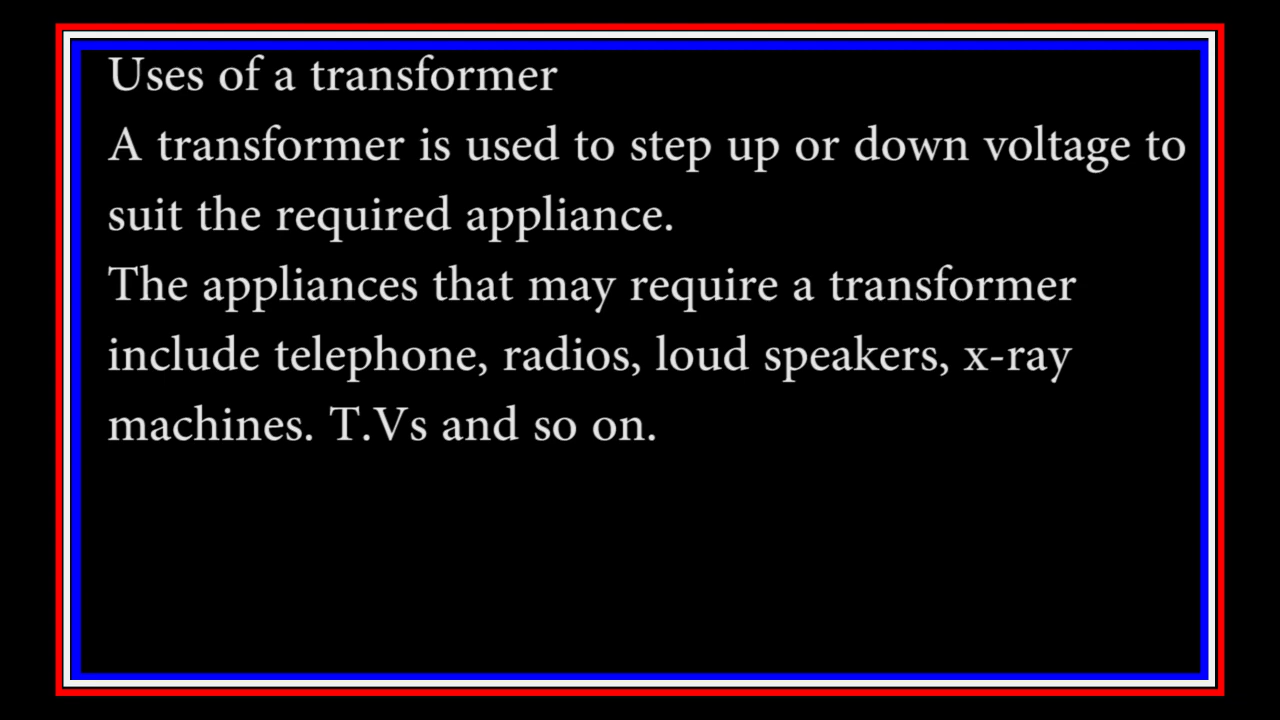 Uses of a transformer
A transformer is used to step up or down voltage to
suit the required appliance.
The appliances that may require a transformer
include telephone, radios, loud speakers, x-ray
machines. T.Vs and so on.